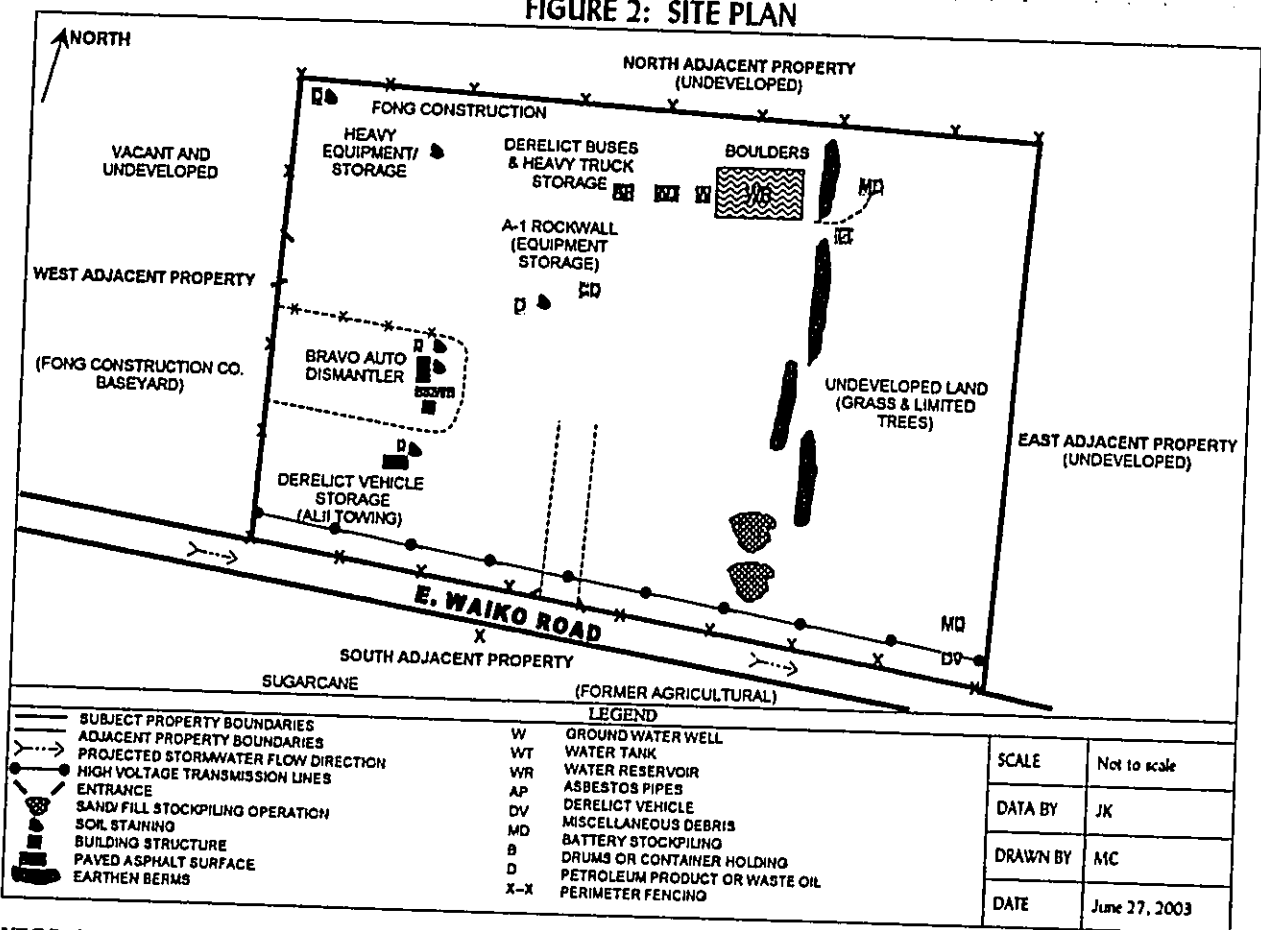 FIGURE 2: SITE PLAN
NORTH
NORTH ADJACENT PROPERTY
(UNDEVELOPED)
D
FONG CONSTRUCTION
HEAVY
EQUIPMENT/
STORAGE
DERELICT BUSES
& HEAVY TRUCK
STORAGE
BOULDERS
VACANT AND
UNDEVELOPED
W
WR
MD
A-1 ROCKWALL
(EQUIPMENT
STORAGE)
WEST ADJACENT PROPERTY
D
BRAVO AUTO
DISMANTLER
(FONG CONSTRUCTION CO.
BASEYARD)
UNDEVELOPED LAND
(GRASS & LIMITED
TREES)
EAST ADJACENT PROPERTY
(UNDEVELOPED)
D
DERELICT VEHICLE
STORAGE
(ALII TOWING)
E. WAIKO ROAD
MD
DV
SOUTH ADJACENT PROPERTY
SUGARCANE
(FORMER AGRICULTURAL)
LEGEND
SUBJECT PROPERTY BOUNDARIES
ADJACENT PROPERTY BOUNDARIES
PROJECTED STORMWATER FLOW DIRECTION
HIGH VOLTAGE TRANSMISSION LINES
ENTRANCE
SAND/ FILL STOCKPILING OPERATION
SOIL STAINING
BUILDING STRUCTURE
PAVED ASPHALT SURFACE
EARTHEN BERMS
W GROUND WATER WELL
WT WATER TANK
WR WATER RESERVOIR
AP ASBESTOS PIPES
DV DERELICT VEHICLE
MD MISCELLANEOUS DEBRIS
B BATTERY STOCKPILING
D DRUMS OR CONTAINER HOLDING
PETROLEUM PRODUCT OR WASTE OIL
X-X PERIMETER FENCING
SCALE Not to scale
DATA BY JK
DRAWN BY MC
DATE June 27, 2003